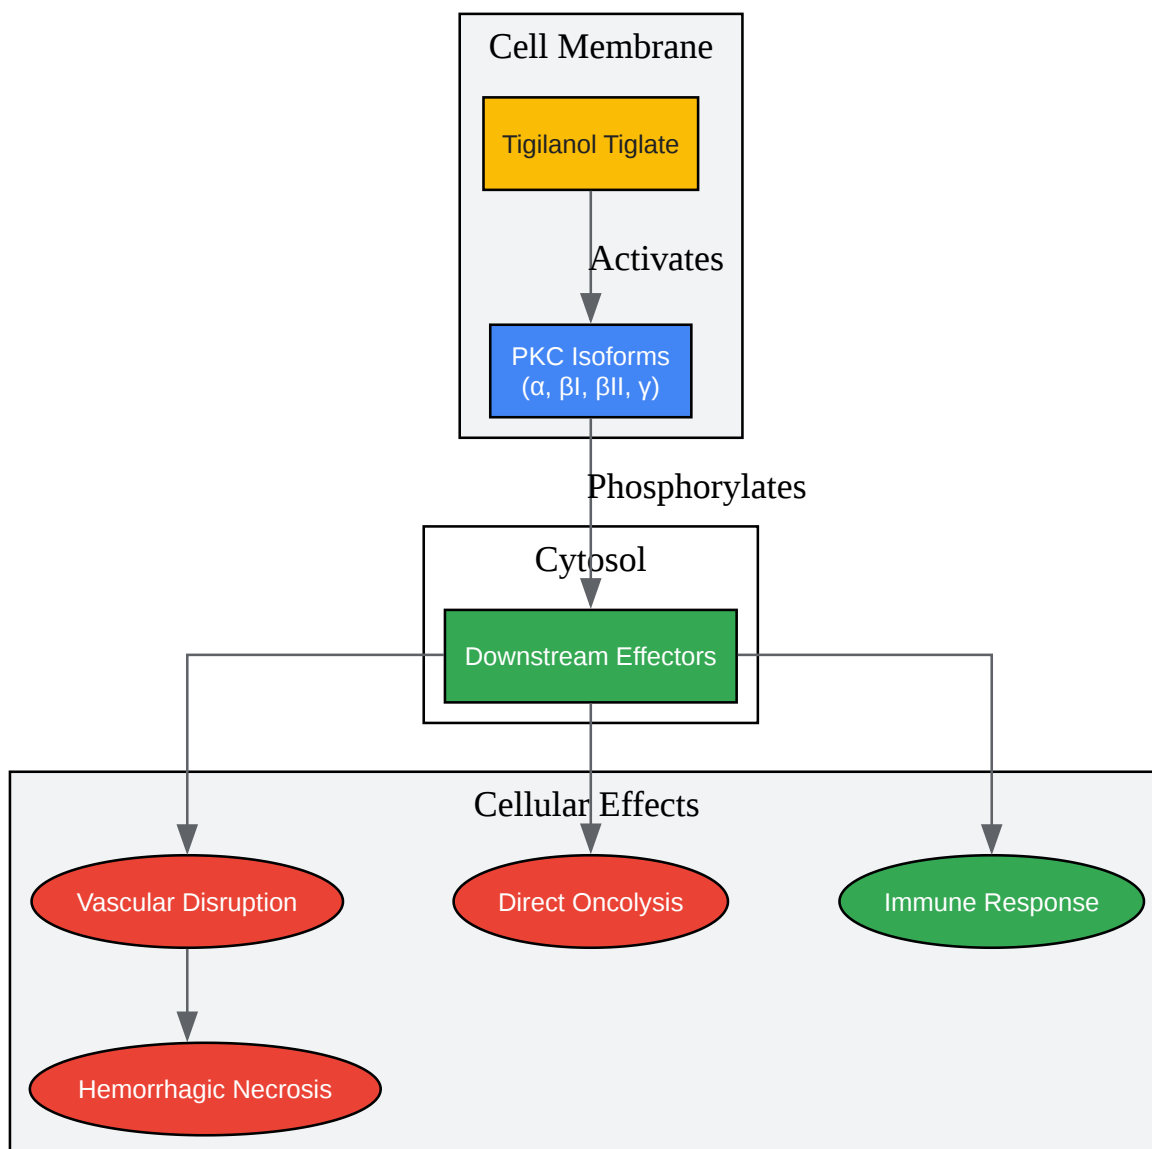 Cell Membrane
Tigilanol Tiglate
Activates
PKC Isoforms
(α, βI, βII, γ)
Phosphorylates
Cytosol
Downstream Effectors
Cellular Effects
Vascular Disruption
Direct Oncolysis
Immune Response
Hemorrhagic Necrosis